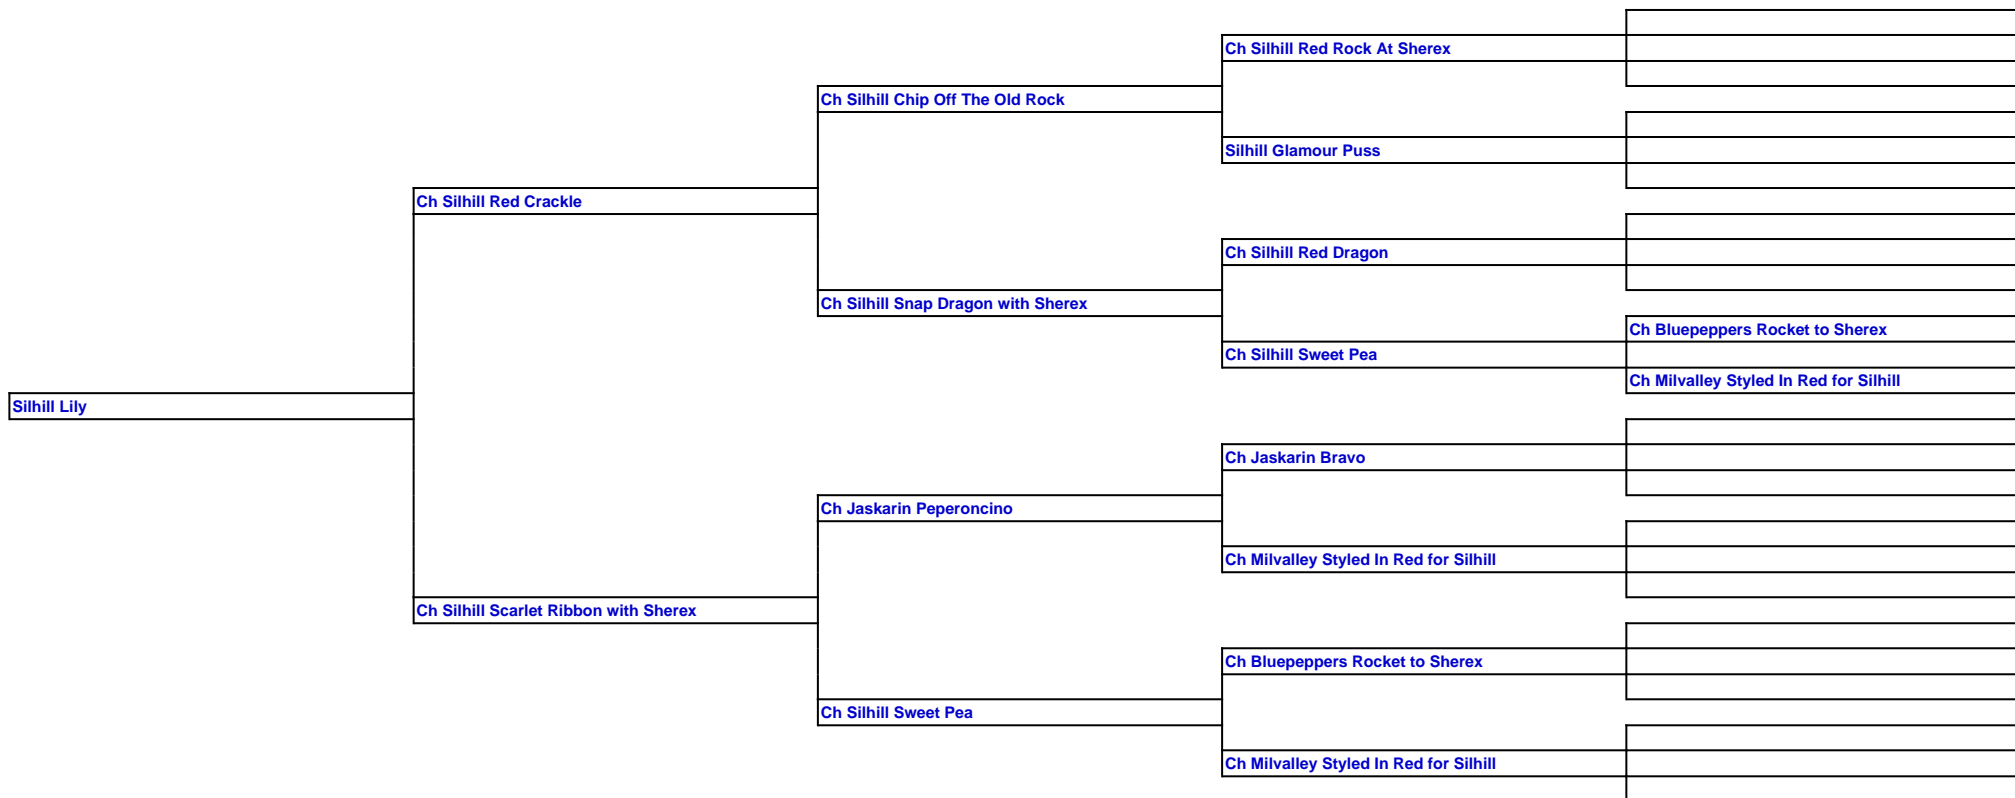 Ch Silhill Red Rock At Sherex
Ch Silhill Chip Off The Old Rock
Silhill Glamour Puss
Ch Silhill Red Crackle
Ch Silhill Red Dragon
Ch Silhill Snap Dragon with Sherex
Ch Bluepeppers Rocket to Sherex
Ch Silhill Sweet Pea
Ch Milvalley Styled In Red for Silhill
Silhill Lily
Ch Jaskarin Bravo
Ch Jaskarin Peperoncino
Ch Milvalley Styled In Red for Silhill
Ch Silhill Scarlet Ribbon with Sherex
Ch Bluepeppers Rocket to Sherex
Ch Silhill Sweet Pea
Ch Milvalley Styled In Red for Silhill